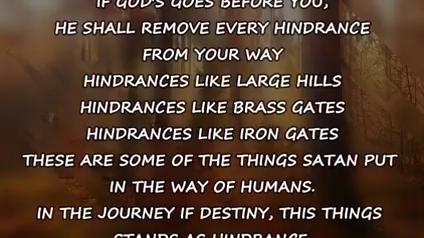 IF GOD'S GOES BEFORE YOU,
HE SHALL REMOVE EVERY HINDRANCE
FROM YOUR WAY
HINDRANCES LIKE LARGE HILLS
HINDRANCES LIKE BRASS GATES
HINDRANCES LIKE IRON GATES
THESE ARE SOME OF THE THINGS SATAN PUT
IN THE WAY OF HUMANS.
IN THE JOURNEY IF DESTINY, THIS THINGS
STANDS AS HINDRANCE